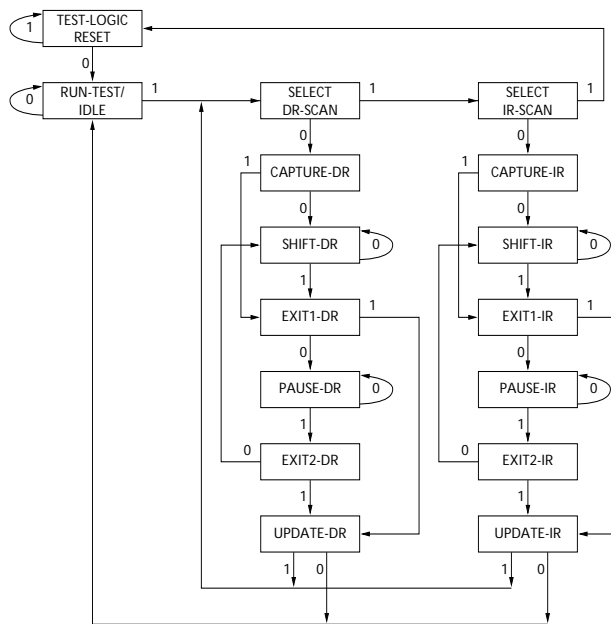 TEST-LOGIC
RESET
1
0
RUN-TEST/
IDLE
0
1
SELECT
DR-SCAN
1
SELECT
IR-SCAN
1
0
0
CAPTURE-DR
1
CAPTURE-IR
1
0
0
SHIFT-DR
0
SHIFT-IR
0
1
1
EXIT1-DR
1
EXIT1-IR
1
0
0
PAUSE-DR
0
PAUSE-IR
0
1
1
EXIT2-DR
0
EXIT2-IR
0
1
1
UPDATE-DR
UPDATE-IR
1
0
1
0